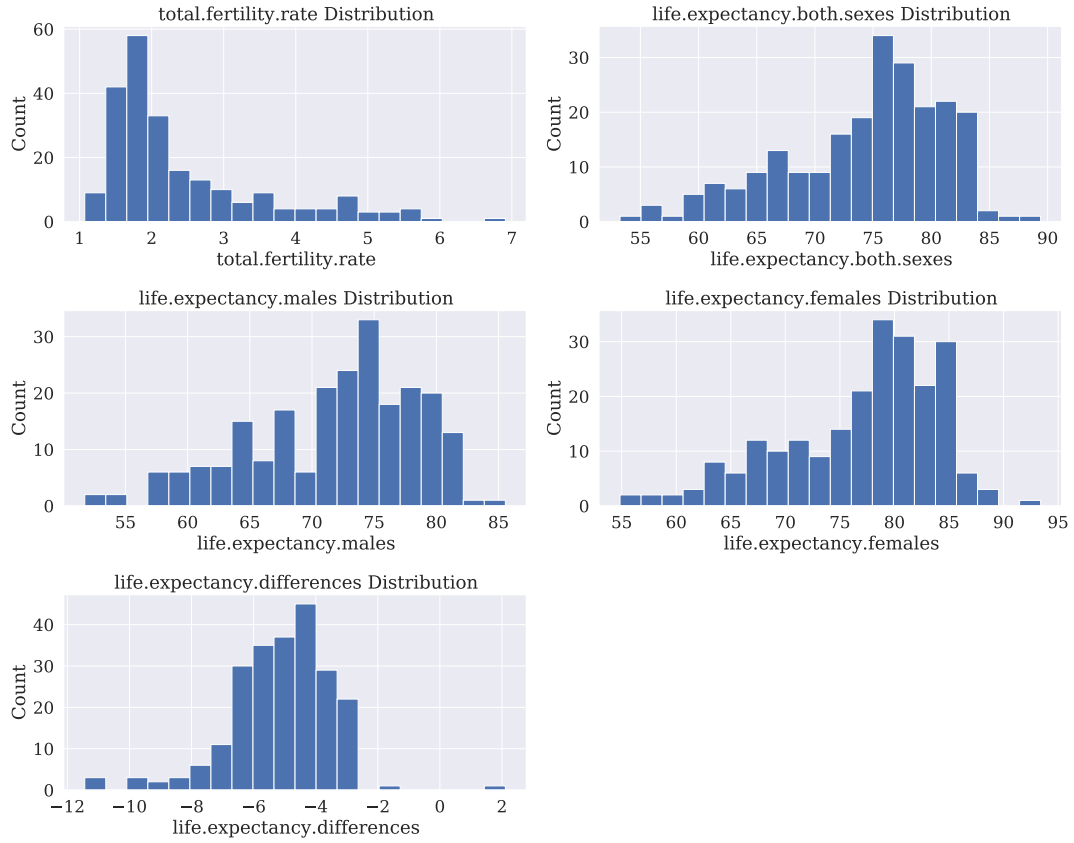 total.fertility.rate Distribution
Count
60
40
20
0
1 2 3 4 5 6 7
total.fertility.rate
life.expectancy.both.sexes Distribution
Count
30
20
10
0
55 60 65 70 75 80 85 90
life.expectancy.both.sexes
life.expectancy.males Distribution
Count
30
20
10
0
55 60 65 70 75 80 85
life.expectancy.males
life.expectancy.females Distribution
Count
30
20
10
0
55 60 65 70 75 80 85 90 95
life.expectancy.females
life.expectancy.differences Distribution
Count
40
30
20
10
0
−12 −10 −8 −6 −4 −2 0 2
life.expectancy.differences